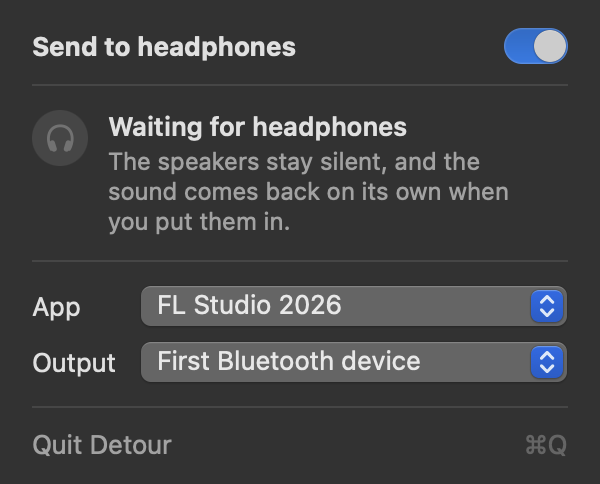 Send to headphones
Waiting for headphones
The speakers stay silent, and the
sound comes back on its own when
you put them in.
App FL Studio 2026
Output First Bluetooth device
Quit Detour ⌘Q